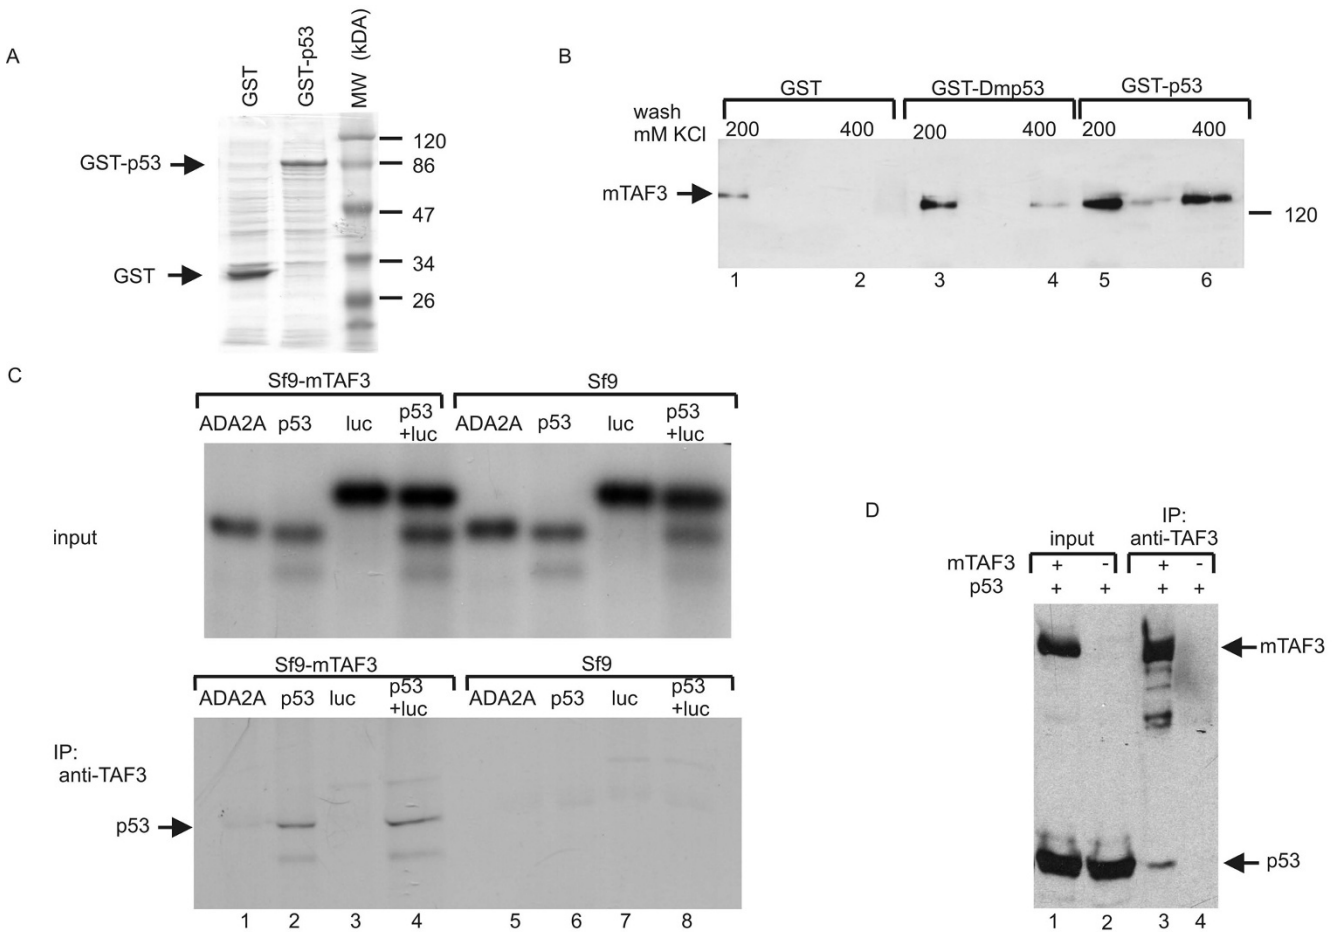 A
GST
GST-p53
MW (kDA)
GST-p53
GST
120
86
47
34
26
B
GST
GST-Dmp53
GST-p53
wash
mM KCl
200
400
200
400
200
400
mTAF3
120
1
2
3
4
5
6
C
Sf9-mTAF3
Sf9
ADA2A
p53
luc
p53
+luc
ADA2A
p53
luc
p53
+luc
input
Sf9-mTAF3
Sf9
ADA2A
p53
luc
p53
+luc
ADA2A
p53
luc
p53
+luc
IP:
anti-TAF3
p53
1
2
3
4
5
6
7
8
D
input
IP:
anti-TAF3
mTAF3
+
-
+
-
p53
+
+
+
+
mTAF3
p53
1
2
3
4